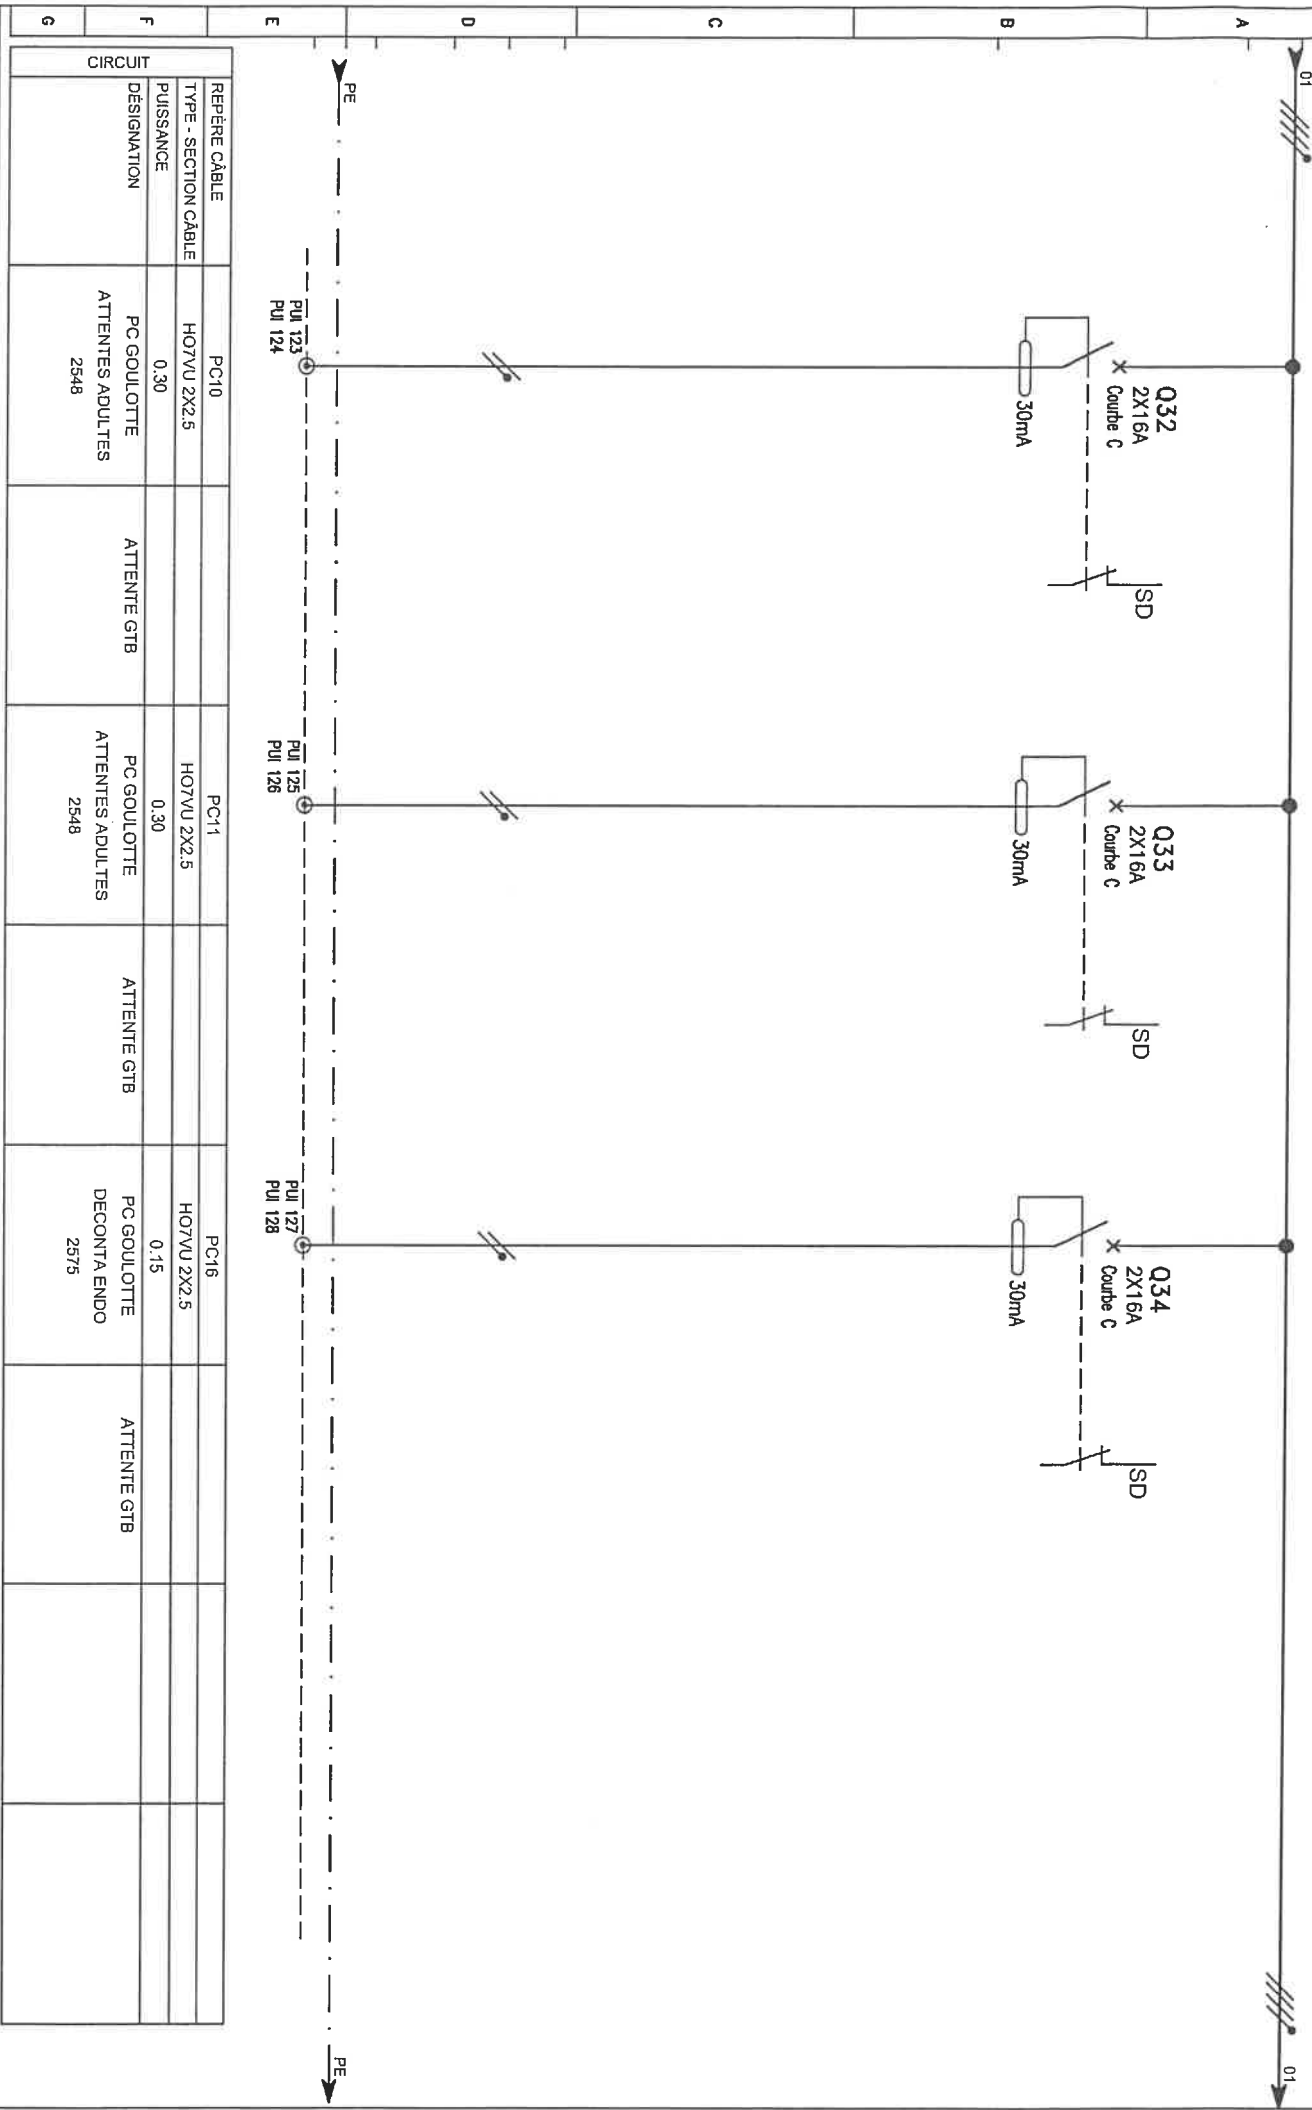 01
01
A
B
C
D
E
F
G
Q32
2X16A
Courbe C
30mA
SD
Q33
2X16A
Courbe C
30mA
SD
Q34
2X16A
Courbe C
30mA
SD
PE
PE
PUI 123
PUI 124
PUI 125
PUI 126
PUI 127
PUI 128
CIRCUIT
REPÈRE CÂBLE
PC10
PC11
PC16
TYPE - SECTION CÂBLE
HO7VU 2X2.5
HO7VU 2X2.5
HO7VU 2X2.5
PUISSANCE
0.30
0.30
0.15
DÉSIGNATION
PC GOULOTTE
ATTENTES ADULTES
2548
ATTENTE GTB
PC GOULOTTE
ATTENTES ADULTES
2548
ATTENTE GTB
PC GOULOTTE
DECONTA ENDO
2575
ATTENTE GTB